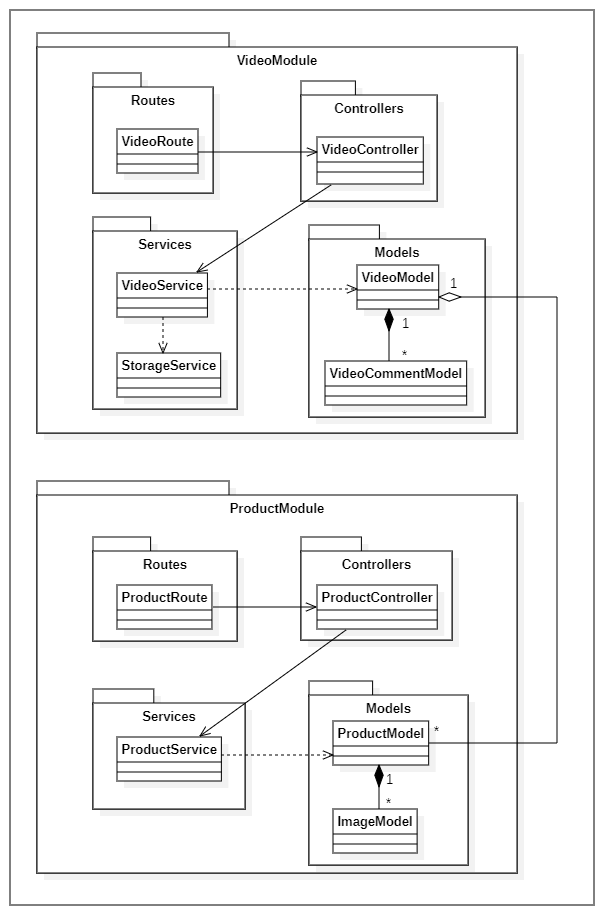 VideoModule
Routes
Controllers
VideoRoute
VideoController
Services
Models
VideoService
VideoModel
1
1
*
StorageService
VideoCommentModel
ProductModule
Routes
Controllers
ProductRoute
ProductController
Services
Models
ProductService
ProductModel
*
1
*
ImageModel